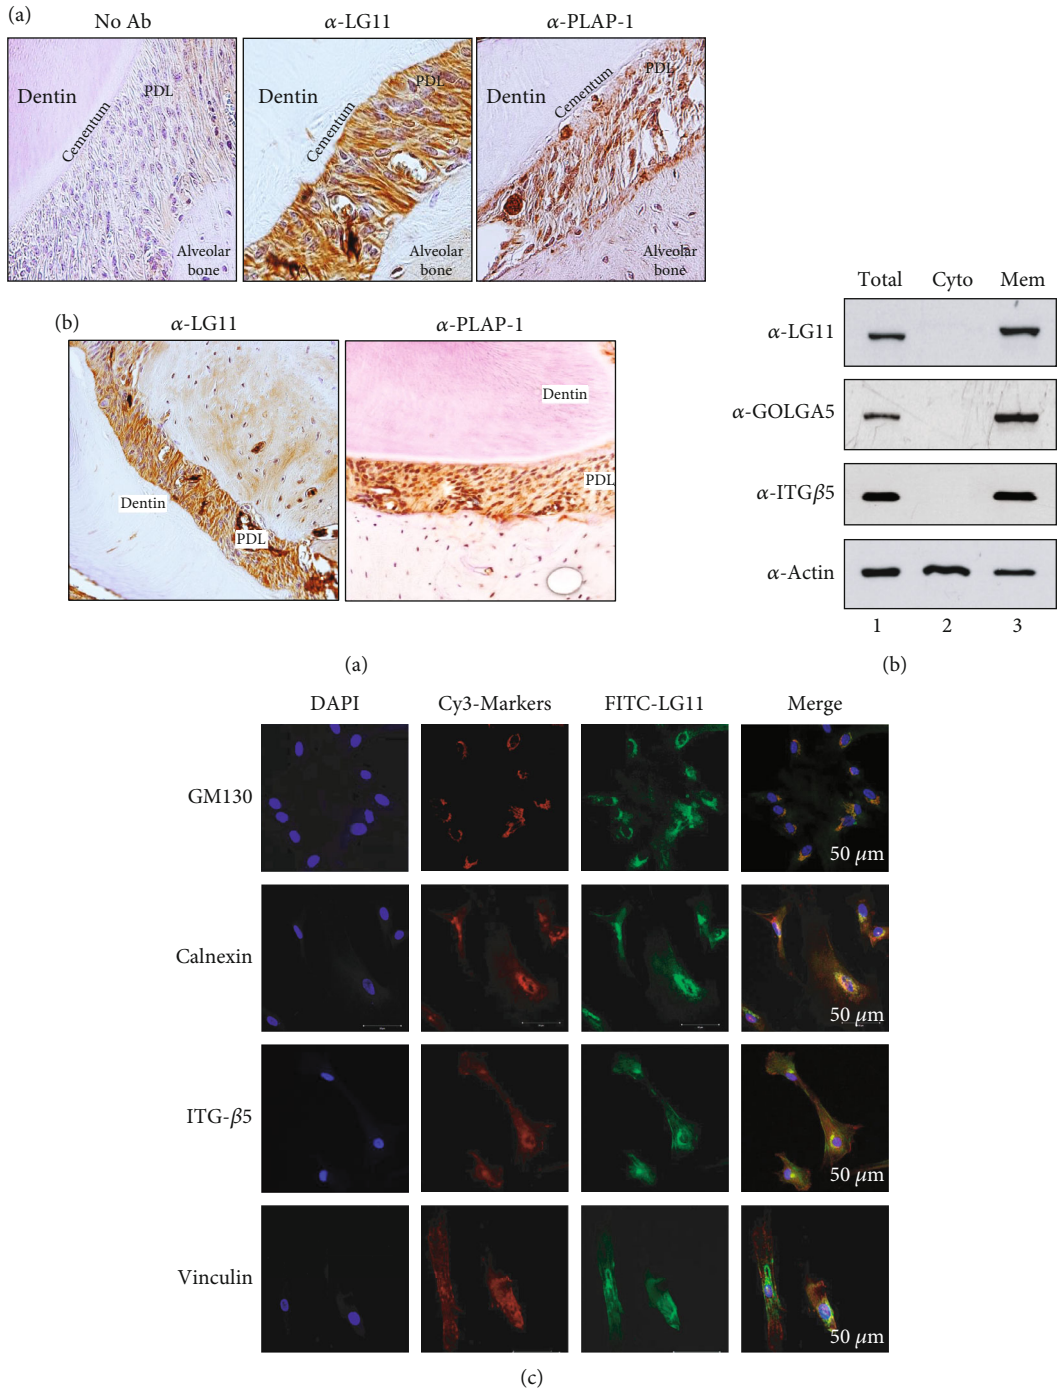 (a)
No Ab
α-LG11
α-PLAP-1
Dentin
Cementum
PDL
Alveolar
bone
Dentin
Cementum
PDL
Alveolar
bone
Dentin
Cementum
PDL
Alveolar
bone
(b)
α-LG11
α-PLAP-1
Dentin
PDL
Dentin
PDL
(a)
Total Cyto Mem
α-LG11
α-GOLGA5
α-ITGβ5
α-Actin
1 2 3
(b)
DAPI Cy3-Markers FITC-LG11 Merge
GM130
50 μm
Calnexin
50 μm
ITG-β5
50 μm
Vinculin
50 μm
(c)